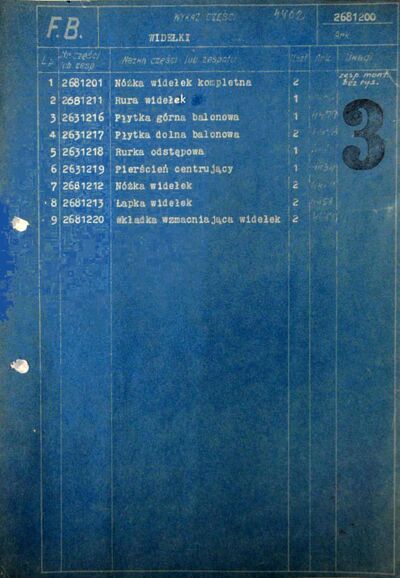 F.B.
WYKAZ CZĘŚCI 4402 2681200
WIDEŁKI Ark.
L.p. Nr części lub zesp. Nazwa części lub zespołu Ilość Ark. Uwagi
1 2681201 Nóżka widełek kompletna 2 zesp. mont. bez rys.
2 2681211 Rura widełek 1
3 2631216 Płytka górna balonowa 1
4 2631217 Płytka dolna balonowa 2
5 2631218 Rurka odstępowa 1
6 2631219 Pierścień centrujący 1
7 2681212 Nóżka widełek 2
8 2681213 Łapka widełek 2
9 2681220 Wkładka wzmacniająca widełek 2
3